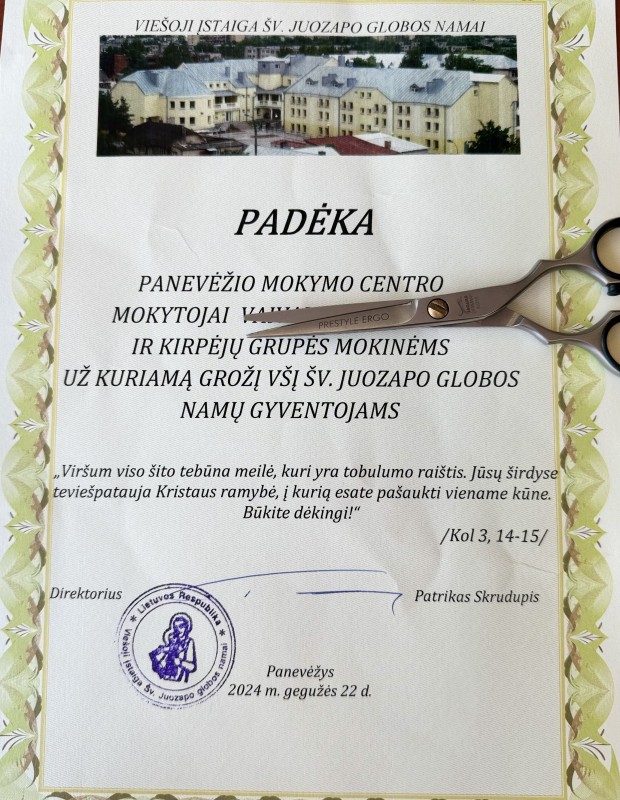 VIEŠOJI ĮSTAIGA ŠV. JUOZAPO GLOBOS NAMAI
PADĖKA
PANEVĖŽIO MOKYMO CENTRO
MOKYTOJAI
PRESTYLE ERGO
IR KIRPĖJŲ GRUPĖS MOKINĖMS
UŽ KURIAMĄ GROŽĮ VŠĮ ŠV. JUOZAPO GLOBOS
NAMŲ GYVENTOJAMS
„Viršum viso šito tebūna meilė, kuri yra tobulumo raištis. Jūsų širdyse
teviešpatauja Kristaus ramybė, į kurią esate pašaukti viename kūne.
Būkite dėkingi!“
/Kol 3, 14-15/
Direktorius
Patrikas Skrudupis
Lietuvos Respublika
Viešoji įstaiga Šv. Juozapo globos namai
Panevėžys
2024 m. gegužės 22 d.